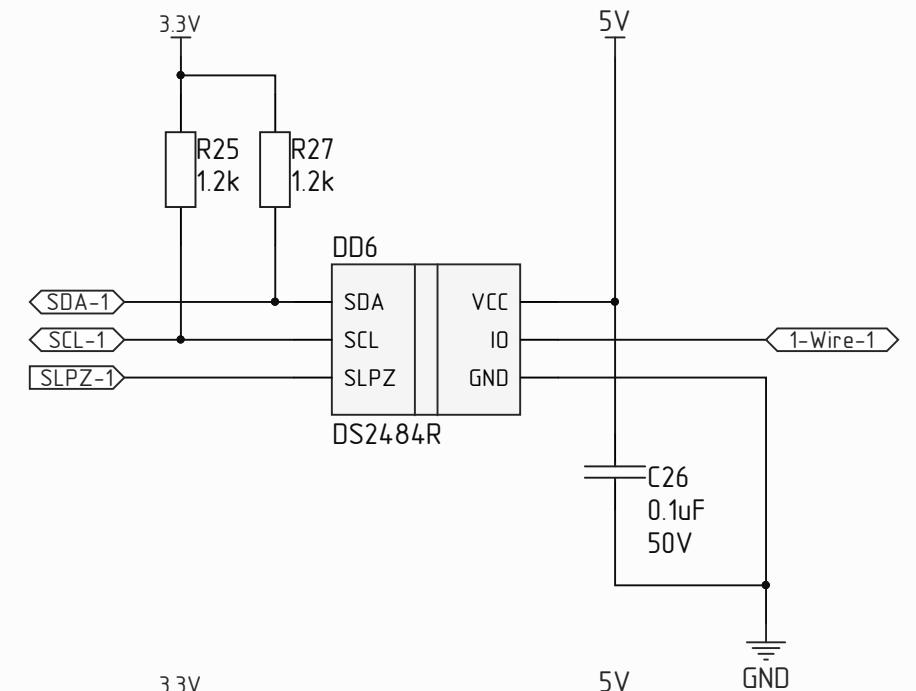 3.3V
5V
R25
1.2k
R27
1.2k
DD6
SDA-1
SDA
VCC
SCL-1
SCL
IO
1-Wire-1
SLPZ-1
SLPZ
GND
DS2484R
C26
0.1uF
50V
GND
3.3V
5V